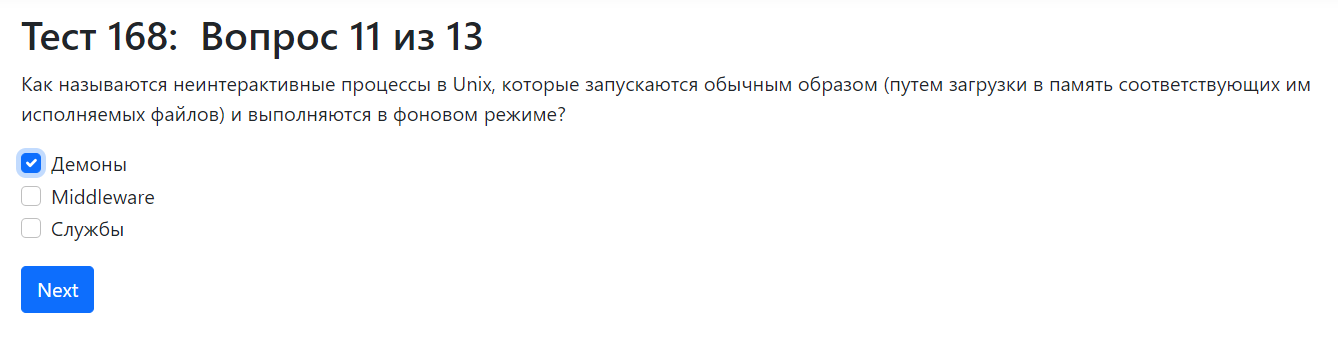 Тест 168: Вопрос 11 из 13
Как называются неинтерактивные процессы в Unix, которые запускаются обычным образом (путем загрузки в память соответствующих им
исполняемых файлов) и выполняются в фоновом режиме?
Демоны
Middleware
Службы
Next